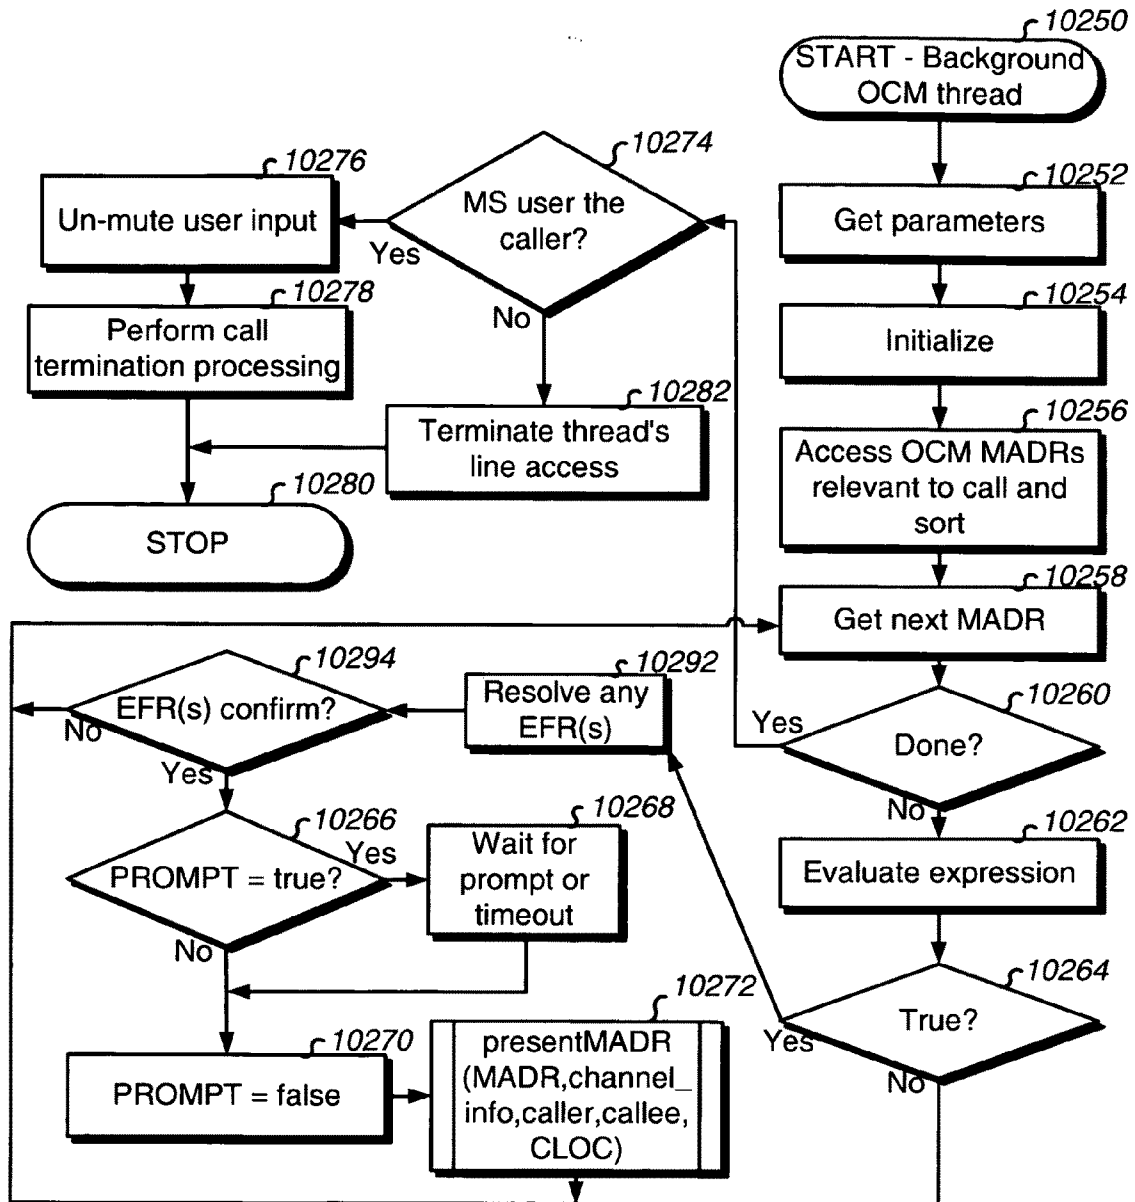 10250
START - Background
OCM thread
10252
Get parameters
10254
Initialize
10256
Access OCM MADRs
relevant to call and
sort
10258
Get next MADR
10260
Done?
Yes
No
10262
Evaluate expression
10264
True?
Yes
No
10274
MS user the
caller?
Yes
No
10276
Un-mute user input
10278
Perform call
termination processing
10282
Terminate thread's
line access
10280
STOP
10292
Resolve any
EFR(s)
10294
EFR(s) confirm?
No
Yes
10266
PROMPT = true?
Yes
No
10268
Wait for
prompt or
timeout
10270
PROMPT = false
10272
presentMADR
(MADR,channel_
info,caller,callee,
CLOC)